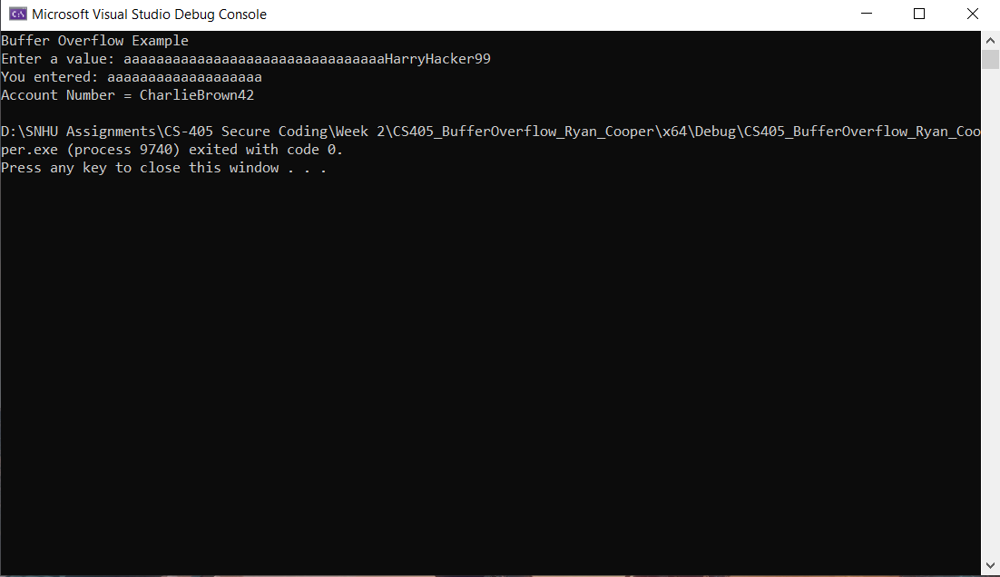 C:\ Microsoft Visual Studio Debug Console
Buffer Overflow Example
Enter a value: aaaaaaaaaaaaaaaaaaaaaaaaaaaaaaaaHarryHacker99
You entered: aaaaaaaaaaaaaaaaaaa
Account Number = CharlieBrown42
D:\SNHU Assignments\CS-405 Secure Coding\Week 2\CS405_BufferOverflow_Ryan_Cooper\x64\Debug\CS405_BufferOverflow_Ryan_Coo
per.exe (process 9740) exited with code 0.
Press any key to close this window . . .